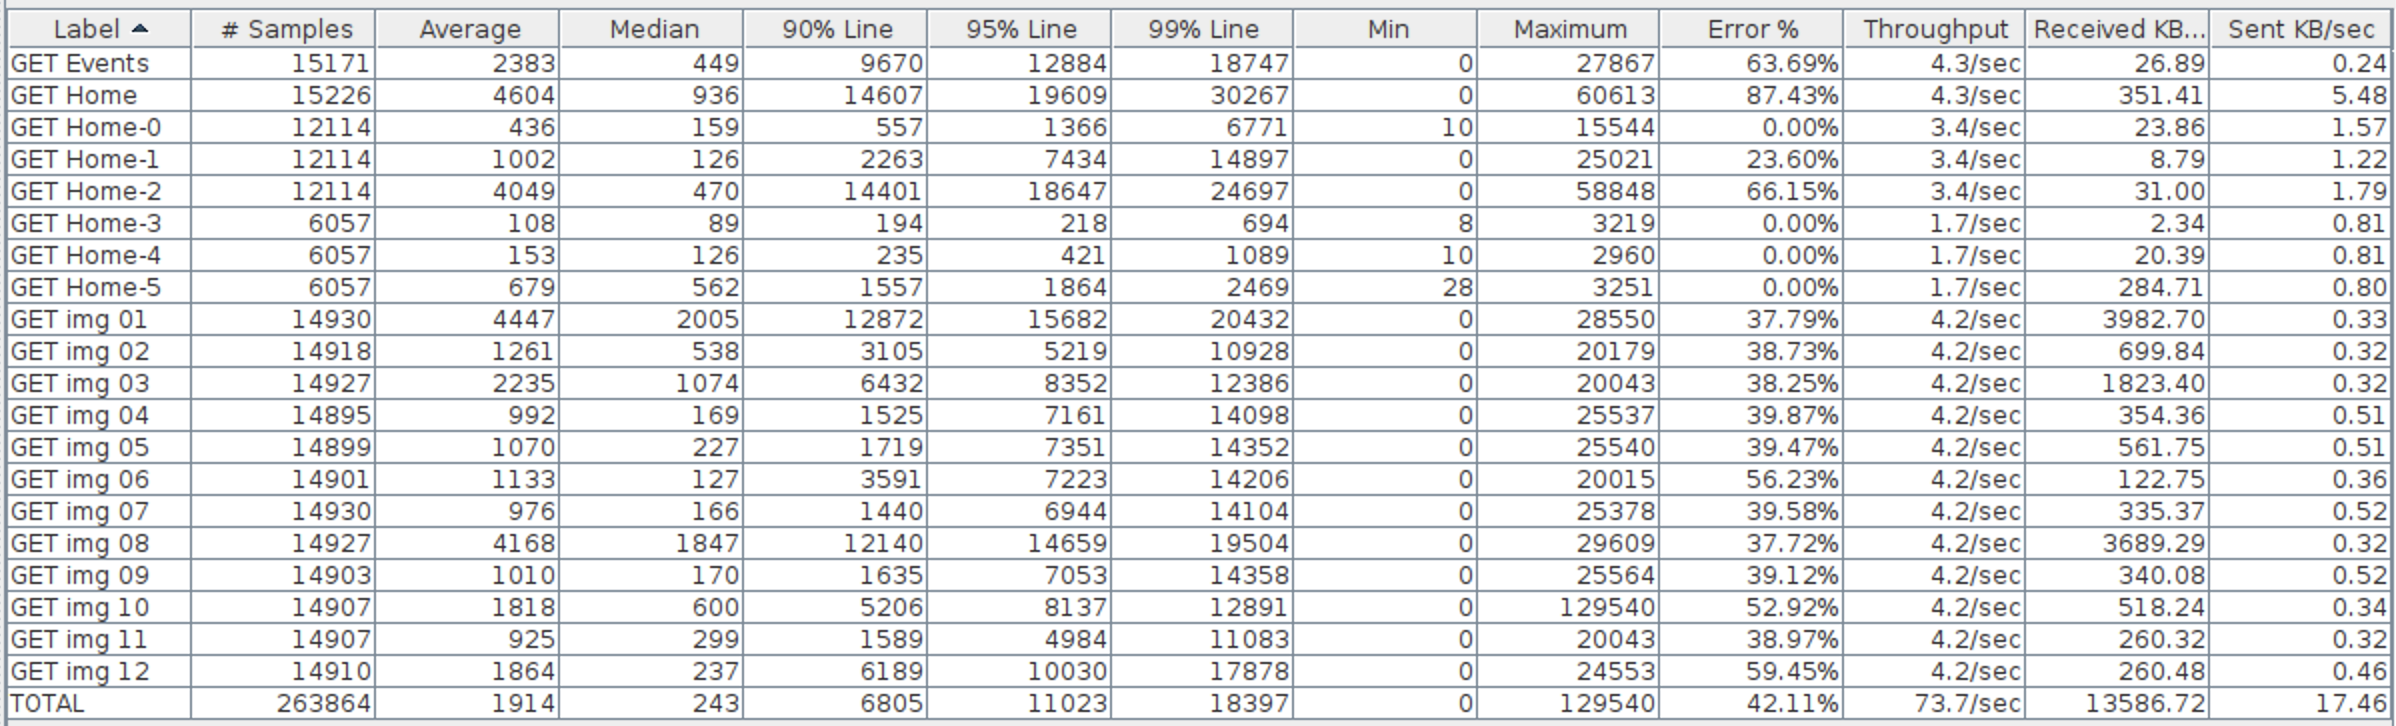 Label # Samples Average Median 90% Line 95% Line 99% Line Min Maximum Error % Throughput Received KB... Sent KB/sec
GET Events 15171 2383 449 9670 12884 18747 0 27867 63.69% 4.3/sec 26.89 0.24
GET Home 15226 4604 936 14607 19609 30267 0 60613 87.43% 4.3/sec 351.41 5.48
GET Home-0 12114 436 159 557 1366 6771 10 15544 0.00% 3.4/sec 23.86 1.57
GET Home-1 12114 1002 126 2263 7434 14897 0 25021 23.60% 3.4/sec 8.79 1.22
GET Home-2 12114 4049 470 14401 18647 24697 0 58848 66.15% 3.4/sec 31.00 1.79
GET Home-3 6057 108 89 194 218 694 8 3219 0.00% 1.7/sec 2.34 0.81
GET Home-4 6057 153 126 235 421 1089 10 2960 0.00% 1.7/sec 20.39 0.81
GET Home-5 6057 679 562 1557 1864 2469 28 3251 0.00% 1.7/sec 284.71 0.80
GET img 01 14930 4447 2005 12872 15682 20432 0 28550 37.79% 4.2/sec 3982.70 0.33
GET img 02 14918 1261 538 3105 5219 10928 0 20179 38.73% 4.2/sec 699.84 0.32
GET img 03 14927 2235 1074 6432 8352 12386 0 20043 38.25% 4.2/sec 1823.40 0.32
GET img 04 14895 992 169 1525 7161 14098 0 25537 39.87% 4.2/sec 354.36 0.51
GET img 05 14899 1070 227 1719 7351 14352 0 25540 39.47% 4.2/sec 561.75 0.51
GET img 06 14901 1133 127 3591 7223 14206 0 20015 56.23% 4.2/sec 122.75 0.36
GET img 07 14930 976 166 1440 6944 14104 0 25378 39.58% 4.2/sec 335.37 0.52
GET img 08 14927 4168 1847 12140 14659 19504 0 29609 37.72% 4.2/sec 3689.29 0.32
GET img 09 14903 1010 170 1635 7053 14358 0 25564 39.12% 4.2/sec 340.08 0.52
GET img 10 14907 1818 600 5206 8137 12891 0 129540 52.92% 4.2/sec 518.24 0.34
GET img 11 14907 925 299 1589 4984 11083 0 20043 38.97% 4.2/sec 260.32 0.32
GET img 12 14910 1864 237 6189 10030 17878 0 24553 59.45% 4.2/sec 260.48 0.46
TOTAL 263864 1914 243 6805 11023 18397 0 129540 42.11% 73.7/sec 13586.72 17.46